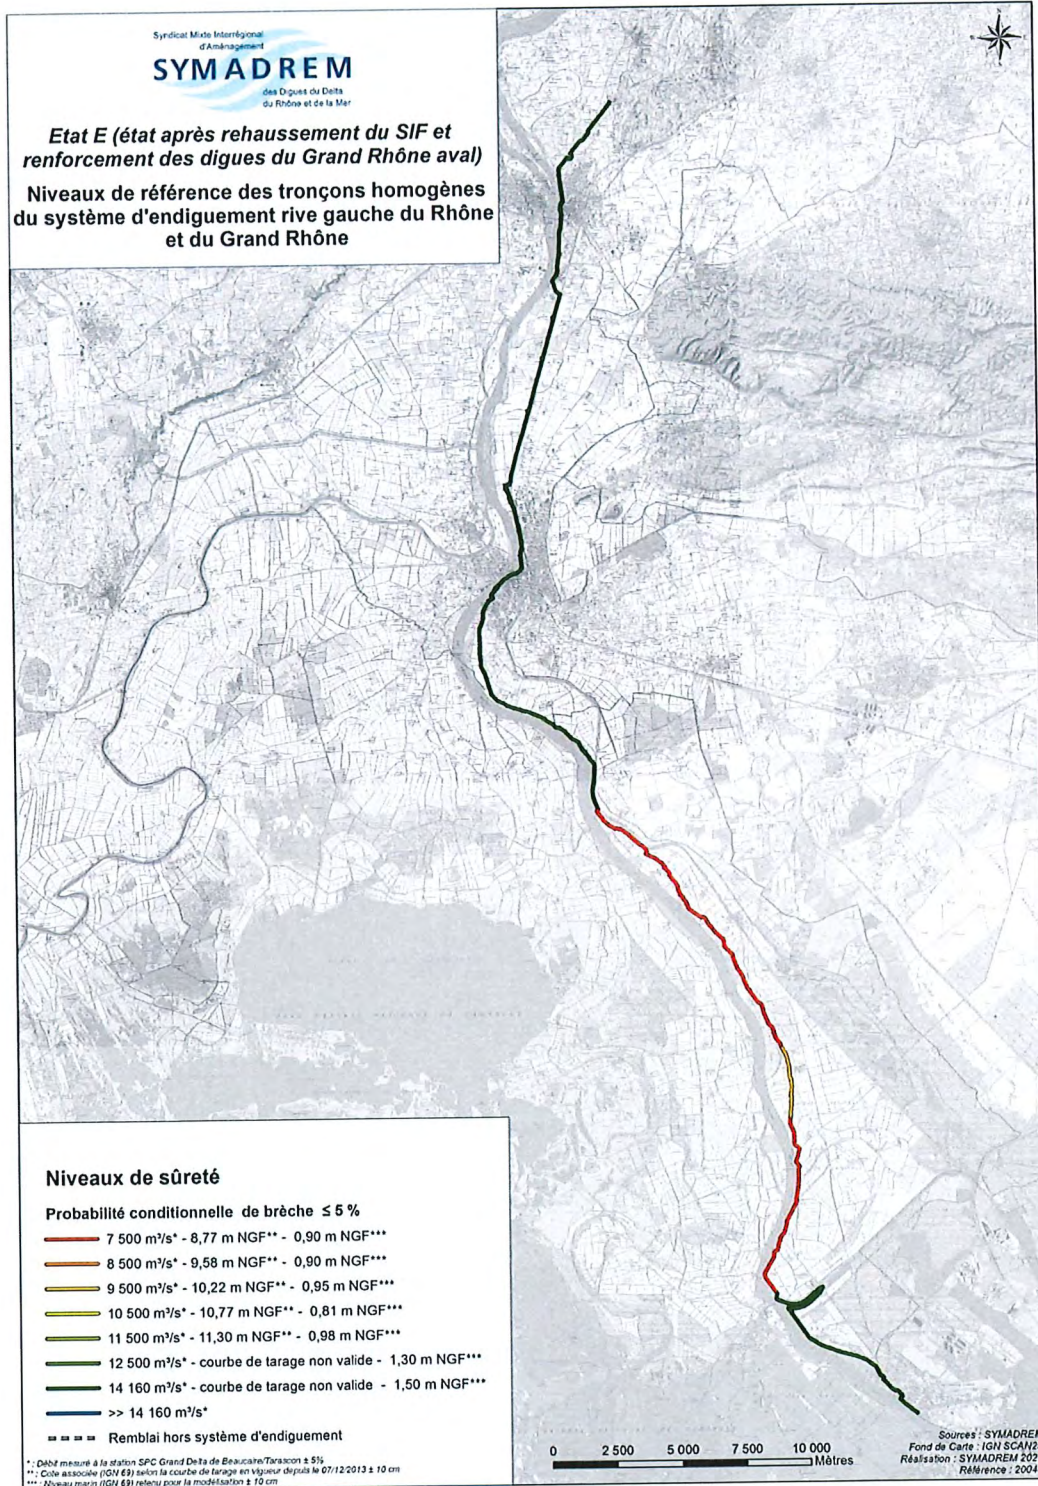 Syndicat Mixte Interrégional
d'Aménagement
SYMADREM
des Digues du Delta
du Rhône et de la Mer
Etat E (état après rehaussement du SIF et
renforcement des digues du Grand Rhône aval)
Niveaux de référence des tronçons homogènes
du système d'endiguement rive gauche du Rhône
et du Grand Rhône
Niveaux de sûreté
Probabilité conditionnelle de brèche ≤ 5 %
7 500 m³/s* - 8,77 m NGF** - 0,90 m NGF***
8 500 m³/s* - 9,58 m NGF** - 0,90 m NGF***
9 500 m³/s* - 10,22 m NGF** - 0,95 m NGF***
10 500 m³/s* - 10,77 m NGF** - 0,81 m NGF***
11 500 m³/s* - 11,30 m NGF** - 0,98 m NGF***
12 500 m³/s* - courbe de tarage non valide - 1,30 m NGF***
14 160 m³/s* - courbe de tarage non valide - 1,50 m NGF***
>> 14 160 m³/s*
Remblai hors système d'endiguement
* : Débit mesuré à la station SPC Grand Delta de Beaucaire/Tarascon ± 5%
** : Cote associée (IGN 69) selon la courbe de tarage en vigueur depuis le 07/12/2013 ± 10 cm
*** : Niveau marin (IGN 69) retenu pour la modélisation ± 10 cm
0 2 500 5 000 7 500 10 000
Mètres
Sources : SYMADREM
Fond de Carte : IGN SCAN2
Réalisation : SYMADREM 202
Référence : 2004